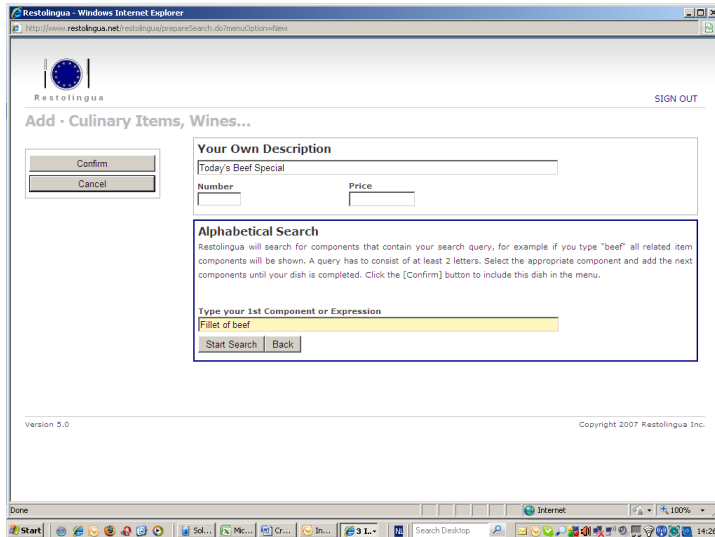 Restolingua - Windows Internet Explorer
http://www.restolingua.net/restolingua/prepareSearch.do?menuOption=New
Restolingua
SIGN OUT
Add · Culinary Items, Wines...
Confirm
Cancel
Your Own Description
Today's Beef Special
Number Price
Alphabetical Search
Restolingua will search for components that contain your search query, for example if you type "beef" all related item
components will be shown. A query has to consist of at least 2 letters. Select the appropriate component and add the next
components until your dish is completed. Click the [Confirm] button to include this dish in the menu.
Type your 1st Component or Expression
Fillet of beef
Start Search Back
Version 5.0
Copyright 2007 Restolingua Inc.
Done
Internet
100%
Start
Sol...
Mic...
Cr...
In...
3 I...
NL
Search Desktop
14:26